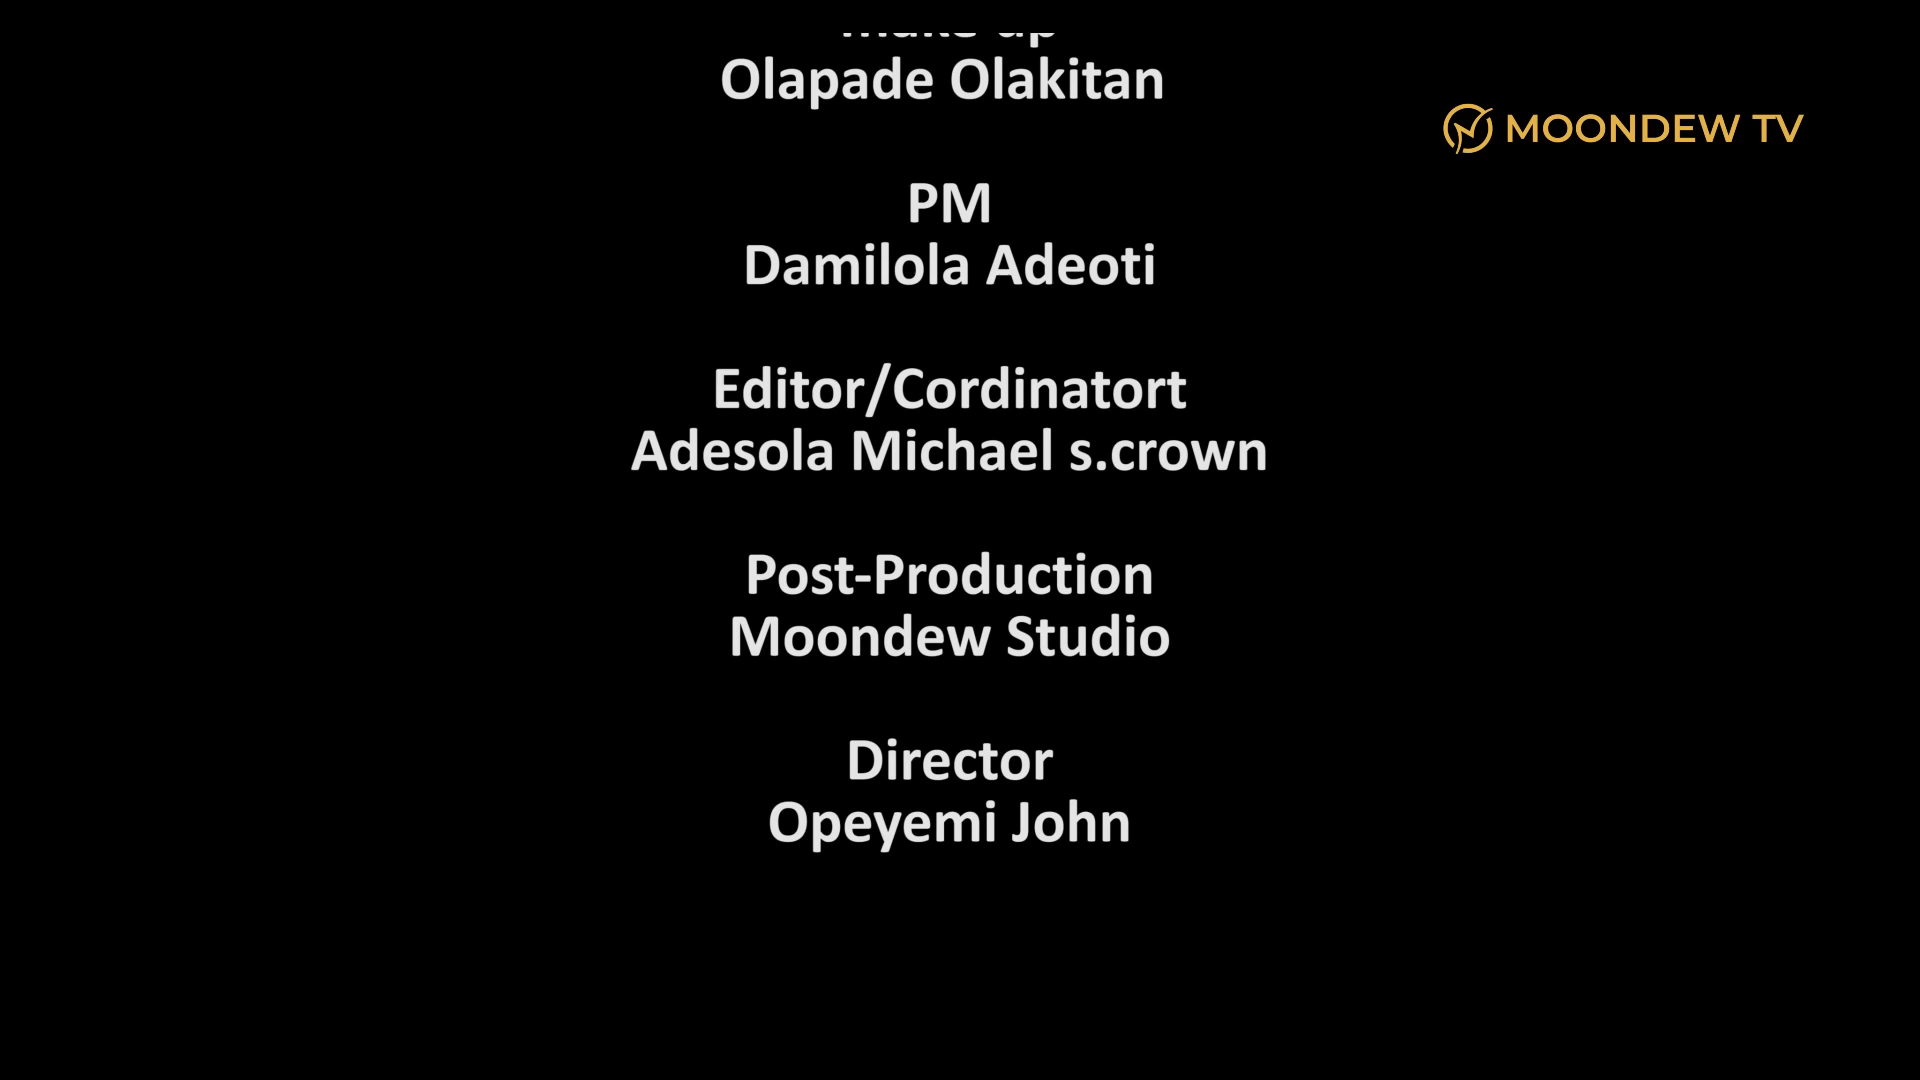 Olapade Olakitan
MOONDEW TV
PM
Damilola Adeoti
Editor/Cordinatort
Adesola Michael s.crown
Post-Production
Moondew Studio
Director
Opeyemi John